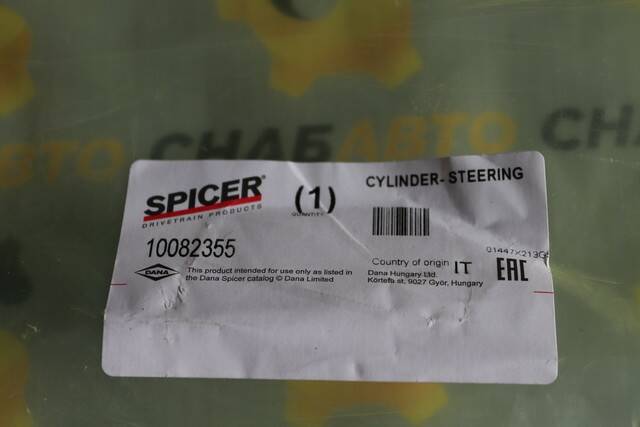 СНАБАВТО СНАБ
SPICER®
DRIVETRAIN PRODUCTS
(1)
QUANTITY
CYLINDER- STEERING
10082355
DANA
This product intended for use only as listed in
the Dana Spicer catalog © Dana Limited
Country of origin IT
Dana Hungary Ltd.
Körtefa st, 9027 Győr, Hungary
01447X213G
EAC